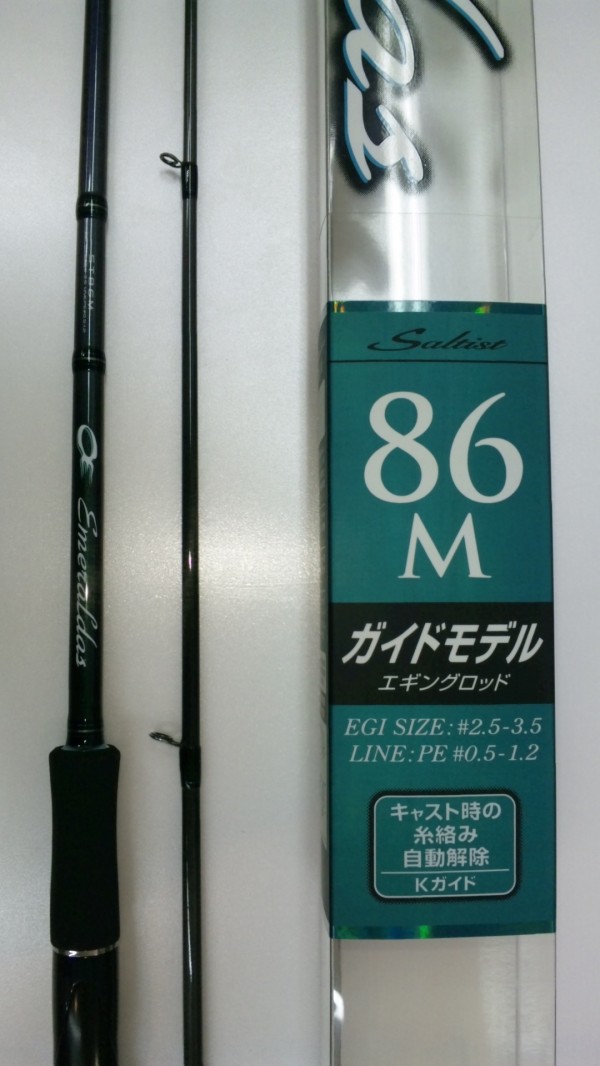 as
Saltist
86
M
ガイドモデル
エギングロッド
EGI SIZE: #2.5-3.5
LINE: PE #0.5-1.2
キャスト時の
糸絡み
自動解除
Kガイド
Emeraldas